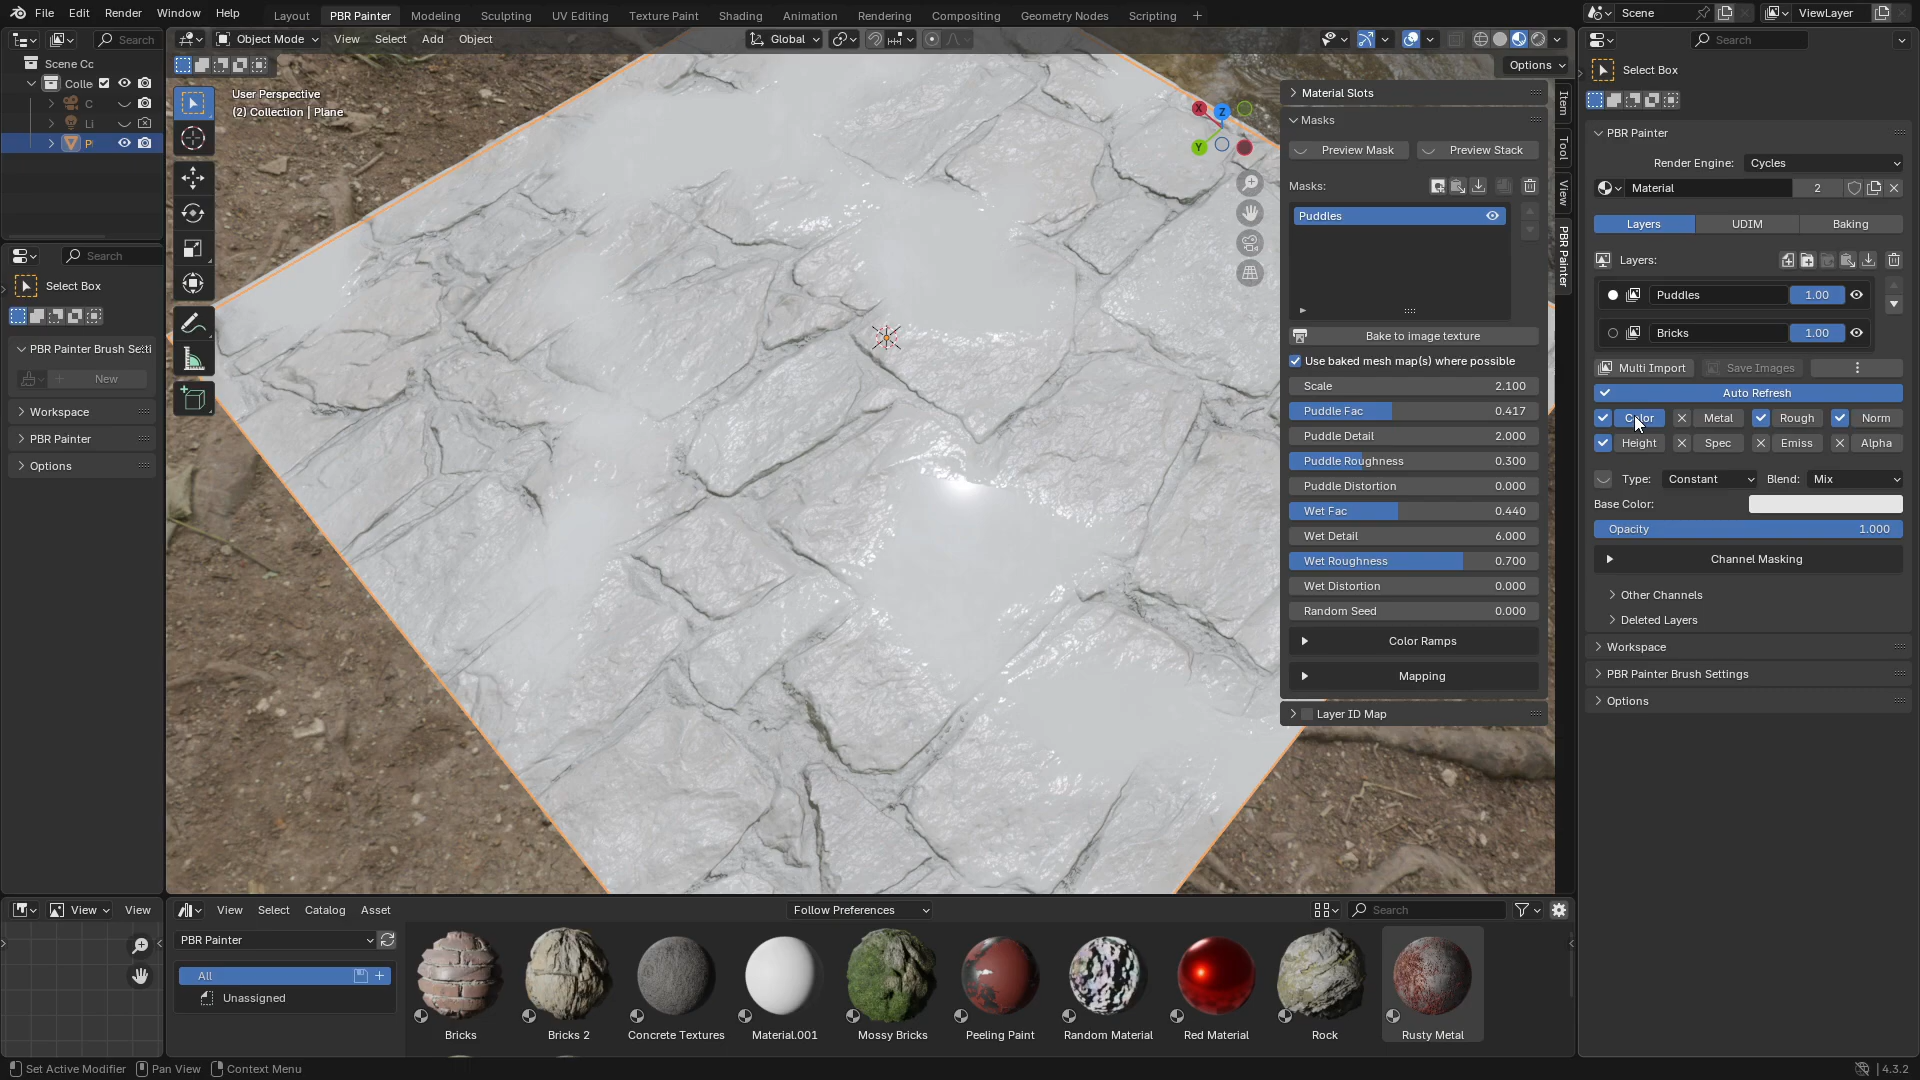 File Edit Render Window Help Layout PBR Painter Modeling Sculpting UV Editing Texture Paint Shading Animation Rendering Compositing Geometry Nodes Scripting Scene ViewLayer
Search Object Mode View Select Add Object Global Search
Options
Scene Cc
Colle
C
Li
P
Search
Select Box
PBR Painter Brush Setti
New
Workspace
PBR Painter
Options
User Perspective
(2) Collection | Plane
X Z Y
Material Slots
Masks
Preview Mask Preview Stack
Masks:
Puddles
Bake to image texture
Use baked mesh map(s) where possible
Scale 2.100
Puddle Fac 0.417
Puddle Detail 2.000
Puddle Roughness 0.300
Puddle Distortion 0.000
Wet Fac 0.440
Wet Detail 6.000
Wet Roughness 0.700
Wet Distortion 0.000
Random Seed 0.000
Color Ramps
Mapping
Layer ID Map
Item
Tool
View
PBR Painter
Select Box
PBR Painter
Render Engine: Cycles
Material 2
Layers UDIM Baking
Layers:
Puddles 1.00
Bricks 1.00
Multi Import Save Images
Auto Refresh
Color Metal Rough Norm
Height Spec Emiss Alpha
Type: Constant Blend: Mix
Base Color:
Opacity 1.000
Channel Masking
Other Channels
Deleted Layers
Workspace
PBR Painter Brush Settings
Options
View View
View Select Catalog Asset Follow Preferences Search
PBR Painter
All
Unassigned
Bricks Bricks 2 Concrete Textures Material.001 Mossy Bricks Peeling Paint Random Material Red Material Rock Rusty Metal
Set Active Modifier Pan View Context Menu 4.3.2